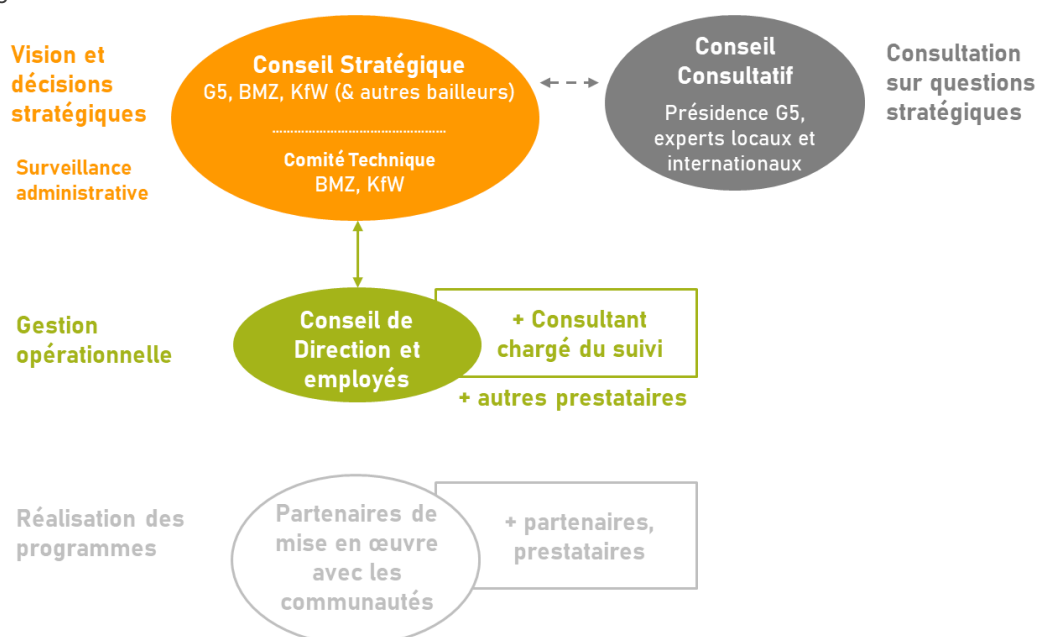 Vision et
décisions
stratégiques
Surveillance
administrative
Conseil Stratégique
G5, BMZ, KfW (& autres bailleurs)
................................................
Comité Technique
BMZ, KfW
Conseil
Consultatif
Présidence G5,
experts locaux et
internationaux
Consultation
sur questions
stratégiques
Gestion
opérationnelle
Conseil de
Direction et
employés
+ Consultant
chargé du suivi
+ autres prestataires
Réalisation des
programmes
Partenaires de
mise en œuvre
avec les
communautés
+ partenaires,
prestataires